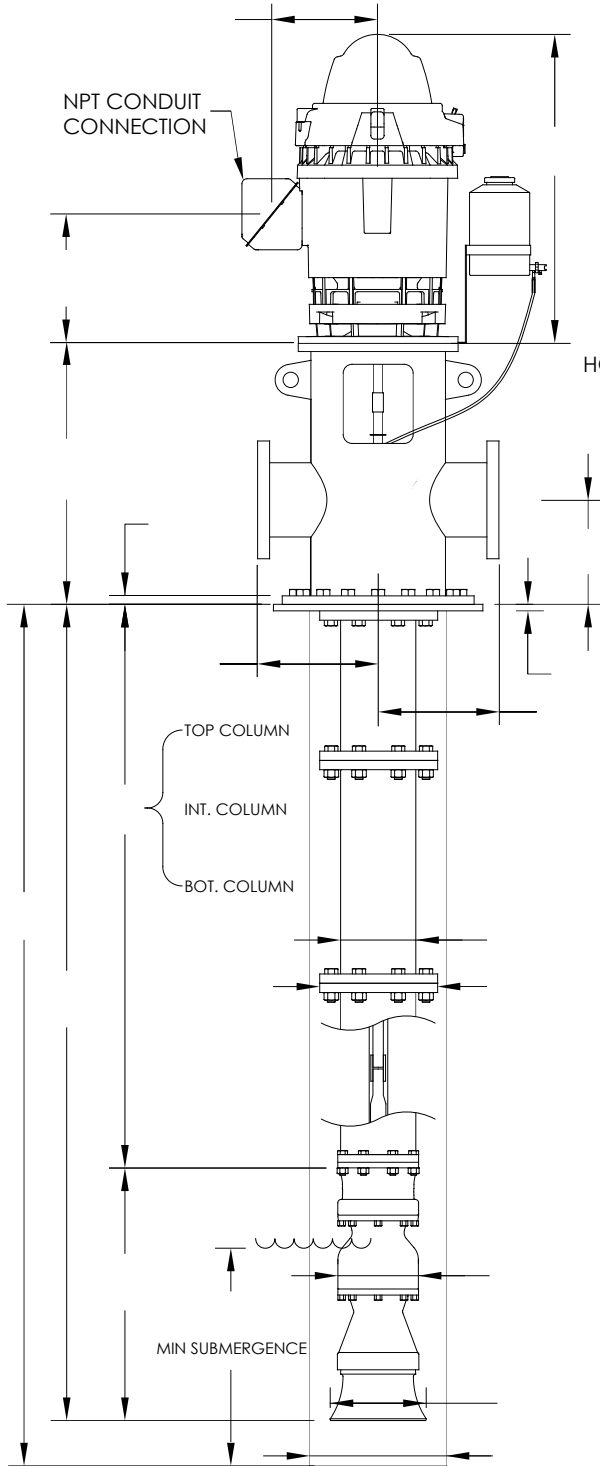 NPT CONDUIT
CONNECTION
TOP COLUMN
INT. COLUMN
BOT. COLUMN
MIN SUBMERGENCE